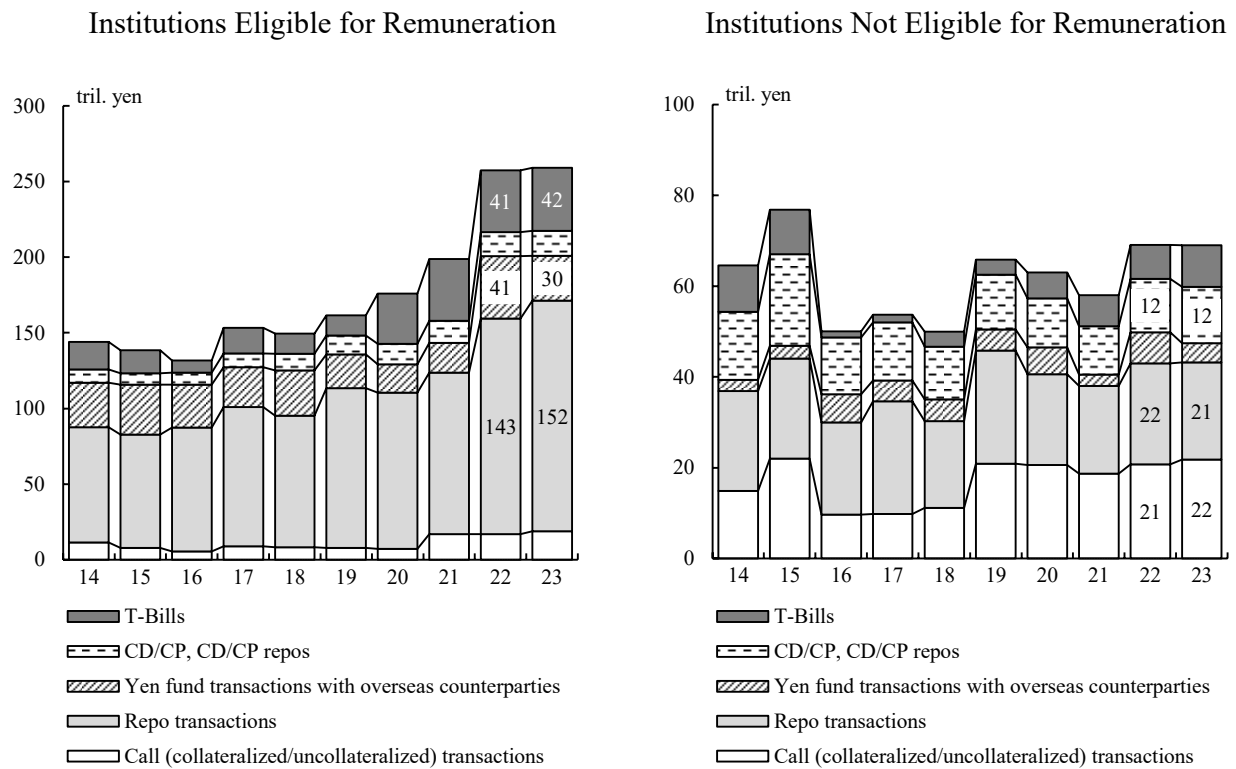 Institutions Eligible for Remuneration
tril. yen
300
250
200
150
100
50
0
41
42
41
30
143
152
14 15 16 17 18 19 20 21 22 23
T-Bills
CD/CP, CD/CP repos
Yen fund transactions with overseas counterparties
Repo transactions
Call (collateralized/uncollateralized) transactions
Institutions Not Eligible for Remuneration
tril. yen
100
80
60
40
20
0
12
12
22
21
21
22
14 15 16 17 18 19 20 21 22 23
T-Bills
CD/CP, CD/CP repos
Yen fund transactions with overseas counterparties
Repo transactions
Call (collateralized/uncollateralized) transactions